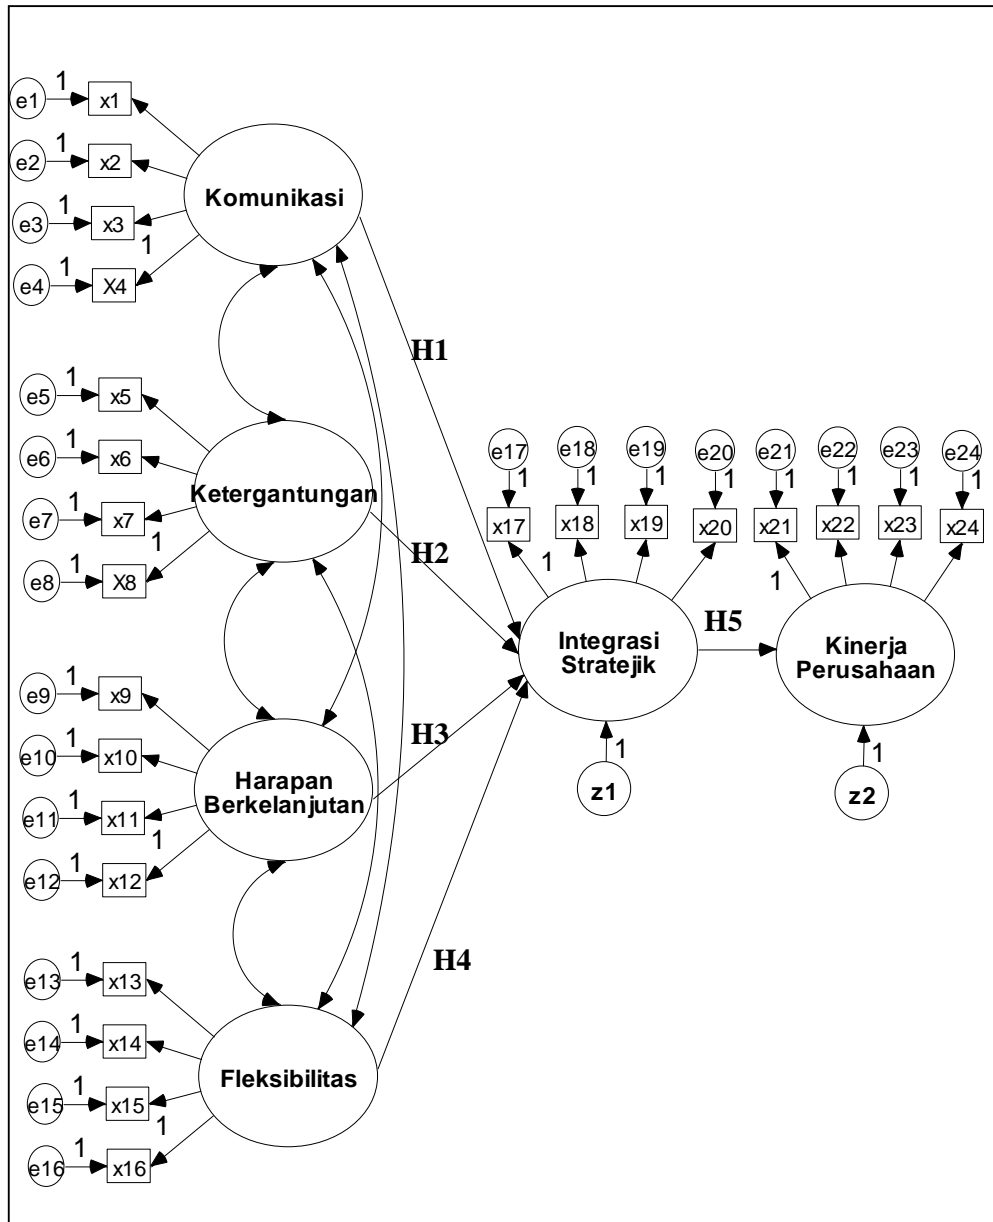 1
e1 x1
1
e2 x2
Komunikasi
1
e3 x3
1
1
e4 X4
H1
1
e5 x5
1
e6 x6
Ketergantungan
1
e7 x7
1
1
e8 X8
H2
e17 e18 e19 e20 e21 e22 e23 e24
1 1 1 1 1 1 1 1
x17 x18 x19 x20 x21 x22 x23 x24
1 1
Integrasi
Stratejik
H5
Kinerja
Perusahaan
1
e9 x9
1
e10 x10
Harapan
Berkelanjutan
H3
1
e11 x11
1
1
e12 x12
1 1
z1 z2
H4
1
e13 x13
1
e14 x14
Fleksibilitas
1
e15 x15
1
1
e16 x16